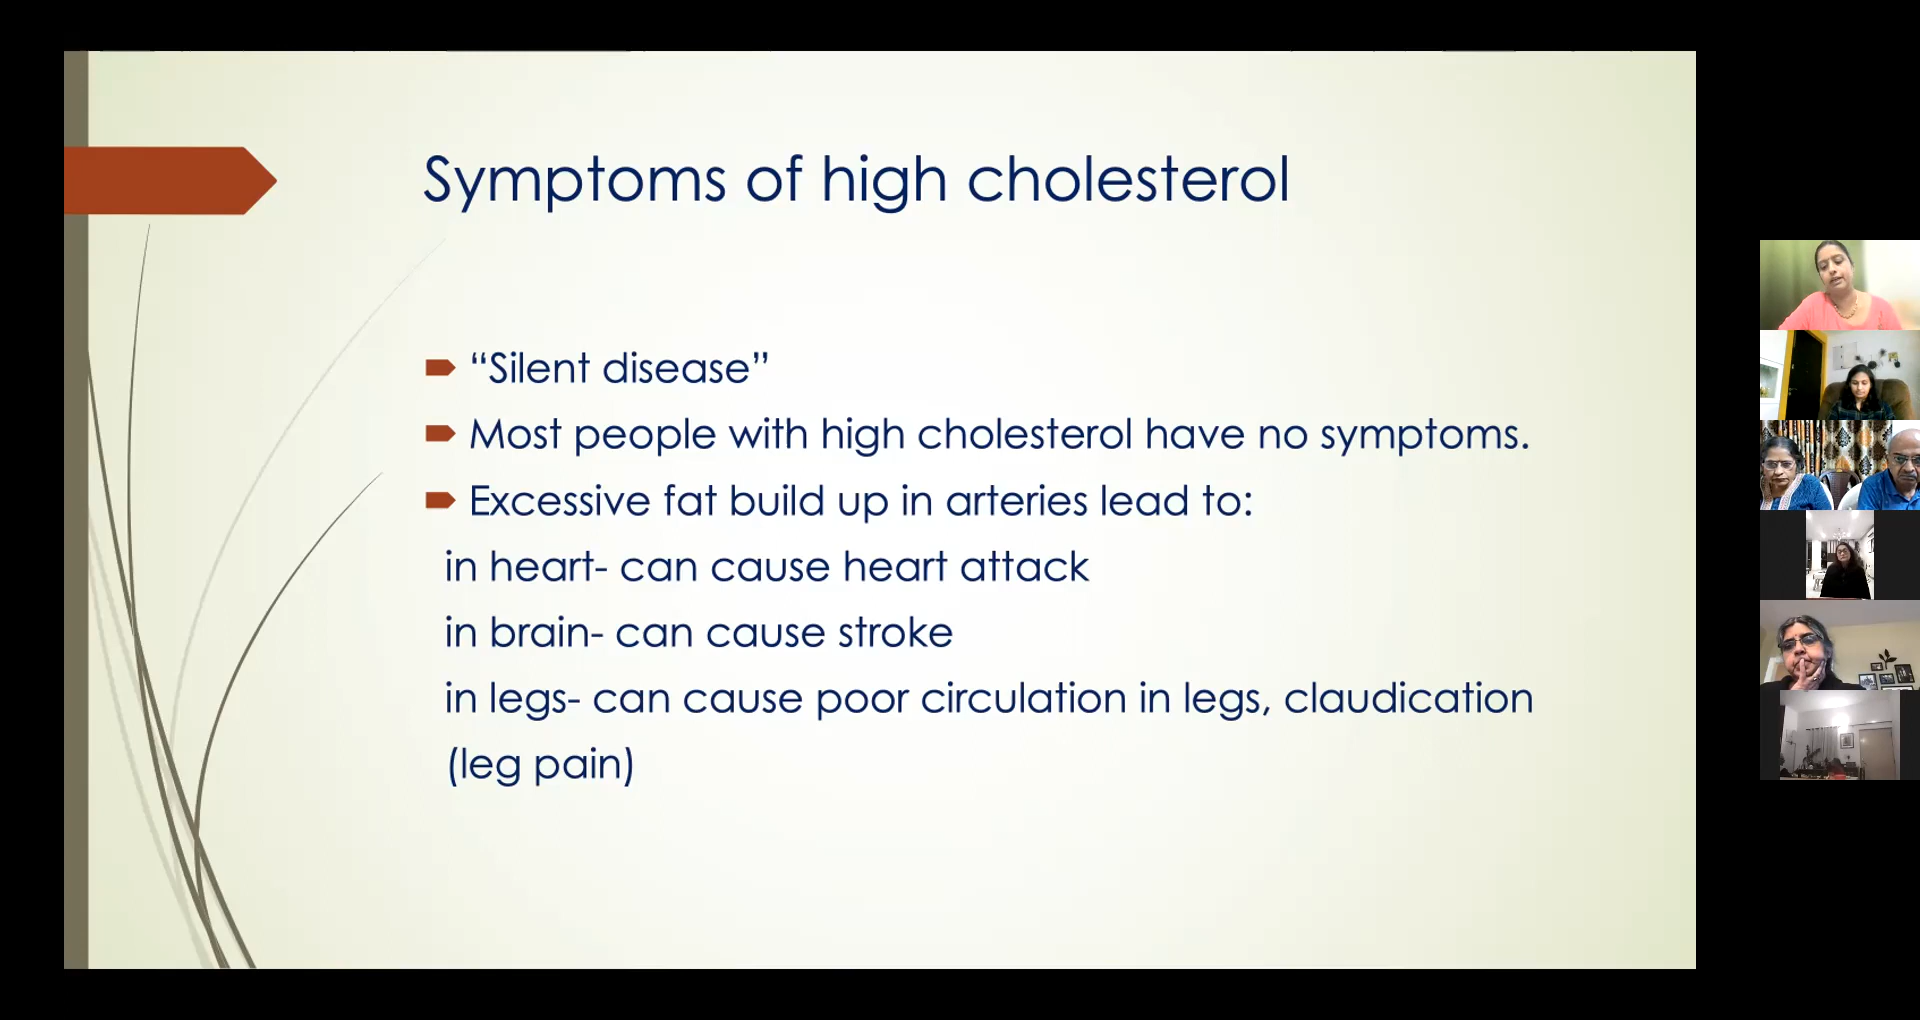 Symptoms of high cholesterol
“Silent disease”
Most people with high cholesterol have no symptoms.
Excessive fat build up in arteries lead to:
in heart- can cause heart attack
in brain- can cause stroke
in legs- can cause poor circulation in legs, claudication
(leg pain)